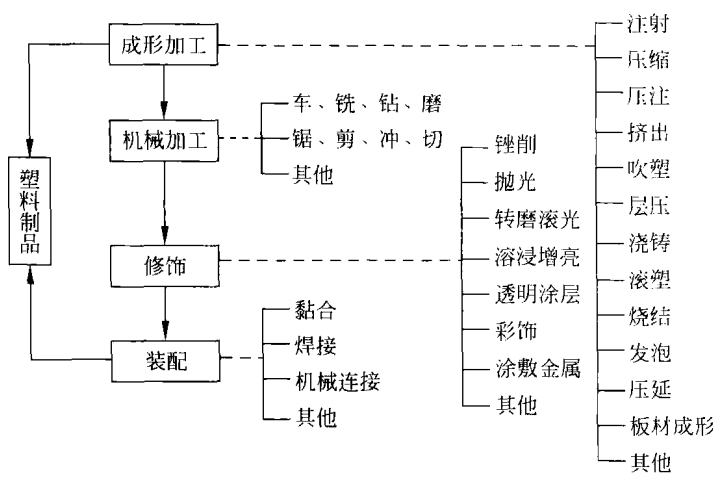 塑料制品
成形加工
机械加工
修饰
装配
车、铣、钻、磨
锯、剪、冲、切
其他
黏合
焊接
机械连接
其他
锉削
抛光
转磨滚光
溶浸增亮
透明涂层
彩饰
涂敷金属
其他
注射
压缩
压注
挤出
吹塑
层压
浇铸
滚塑
烧结
发泡
压延
板材成形
其他